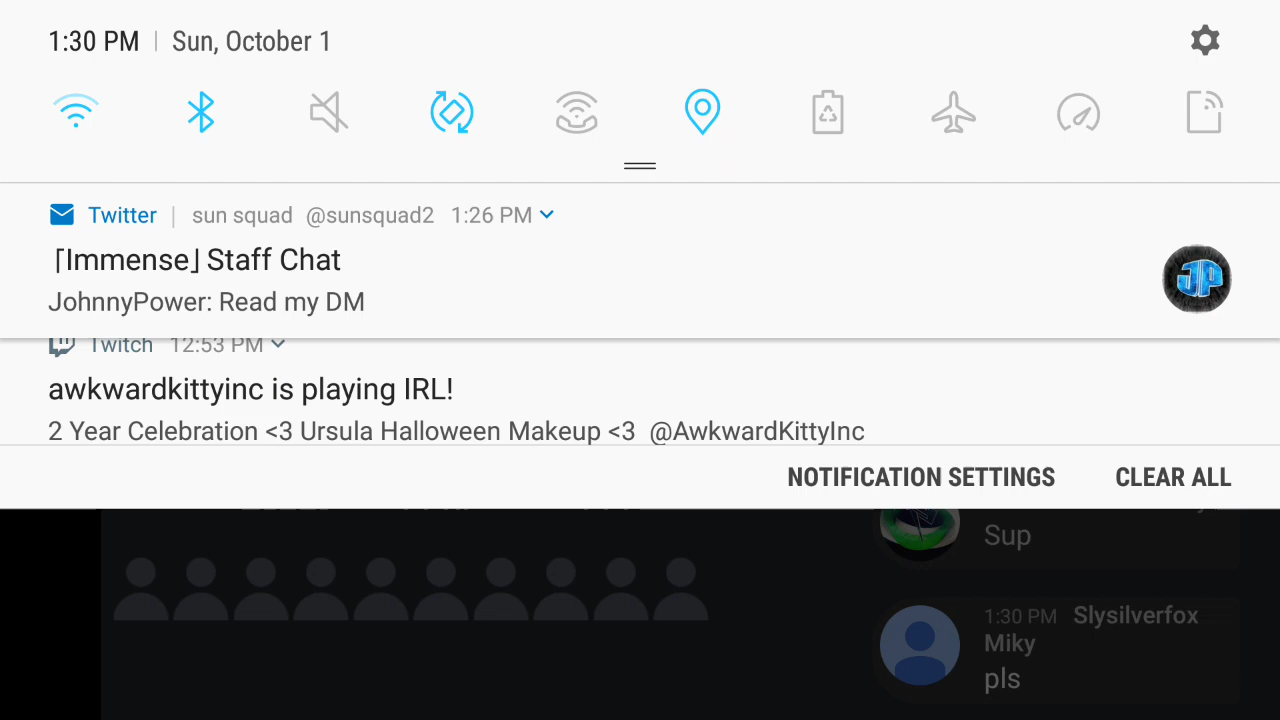 1:30 PM | Sun, October 1
Twitter | sun squad @sunsquad2 1:26 PM
「Immense」 Staff Chat
JohnnyPower: Read my DM
JP
Twitch 12:53 PM
awkwardkittyinc is playing IRL!
2 Year Celebration <3 Ursula Halloween Makeup <3 @AwkwardKittyInc
NOTIFICATION SETTINGS CLEAR ALL
Sup
1:30 PM Slysilverfox
Miky
pls